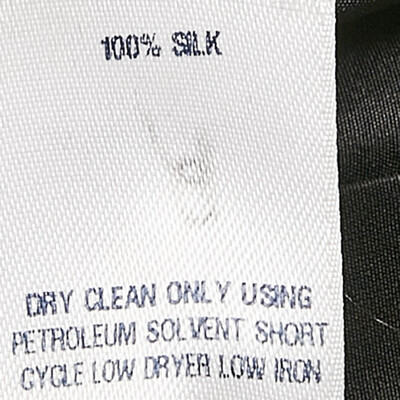 100% SILK
DRY CLEAN ONLY USING
PETROLEUM SOLVENT SHORT
CYCLE LOW DRYER LOW IRON